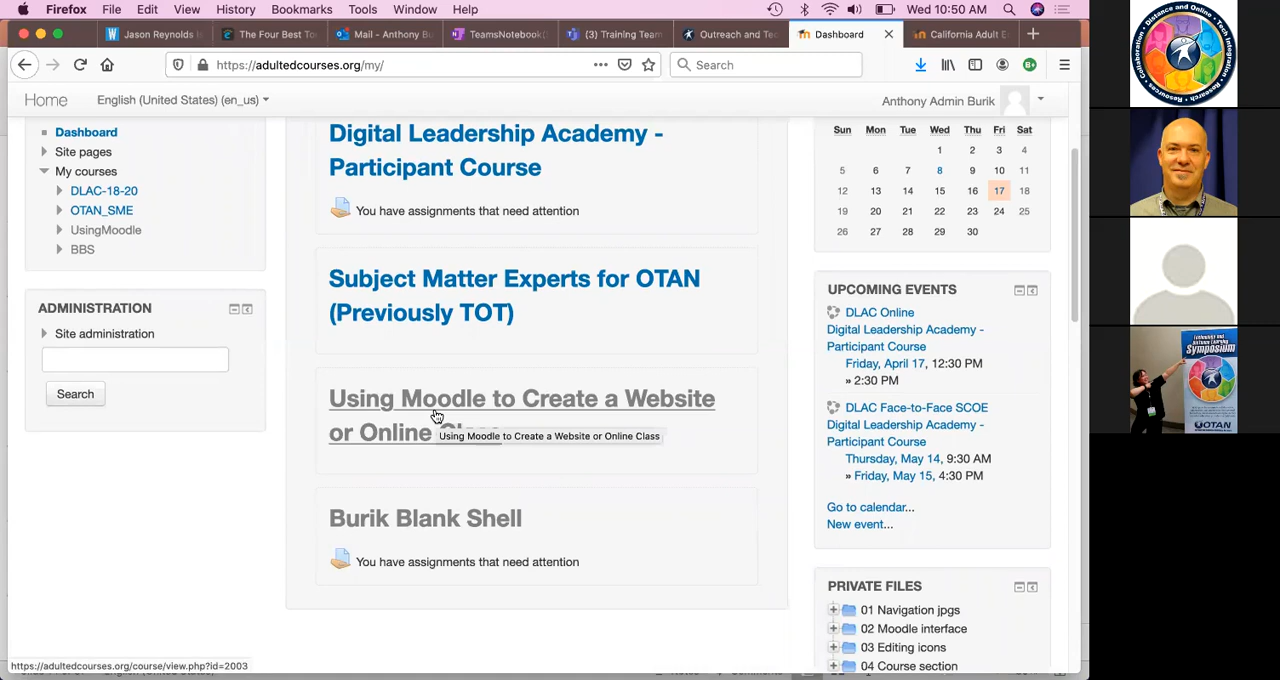 Firefox File Edit View History Bookmarks Tools Window Help Wed 10:50 AM
Jason Reynolds is The Four Best To Mail - Anthony Bu TeamsNotebook( (3) Training Team Outreach and Te Dashboard California Adult E
https://adultedcourses.org/my/ Search
Home English (United States) (en_us) Anthony Admin Burik
Dashboard
Site pages
My courses
DLAC-18-20
OTAN_SME
UsingMoodle
BBS
ADMINISTRATION
Site administration
Search
Digital Leadership Academy -
Participant Course
You have assignments that need attention
Subject Matter Experts for OTAN
(Previously TOT)
Using Moodle to Create a Website
or Online
Using Moodle to Create a Website or Online Class
Burik Blank Shell
You have assignments that need attention
Sun Mon Tue Wed Thu Fri Sat
1 2 3 4
5 6 7 8 9 10 11
12 13 14 15 16 17 18
19 20 21 22 23 24 25
26 27 28 29 30
UPCOMING EVENTS
DLAC Online
Digital Leadership Academy -
Participant Course
Friday, April 17, 12:30 PM
» 2:30 PM
DLAC Face-to-Face SCOE
Digital Leadership Academy -
Participant Course
Thursday, May 14, 9:30 AM
» Friday, May 15, 4:30 PM
Go to calendar...
New event...
PRIVATE FILES
01 Navigation jpgs
02 Moodle interface
03 Editing icons
04 Course section
https://adultedcourses.org/course/view.php?id=2003
Collaboration Distance and Online Tech Integration Research Resources
Symposium
OTAN